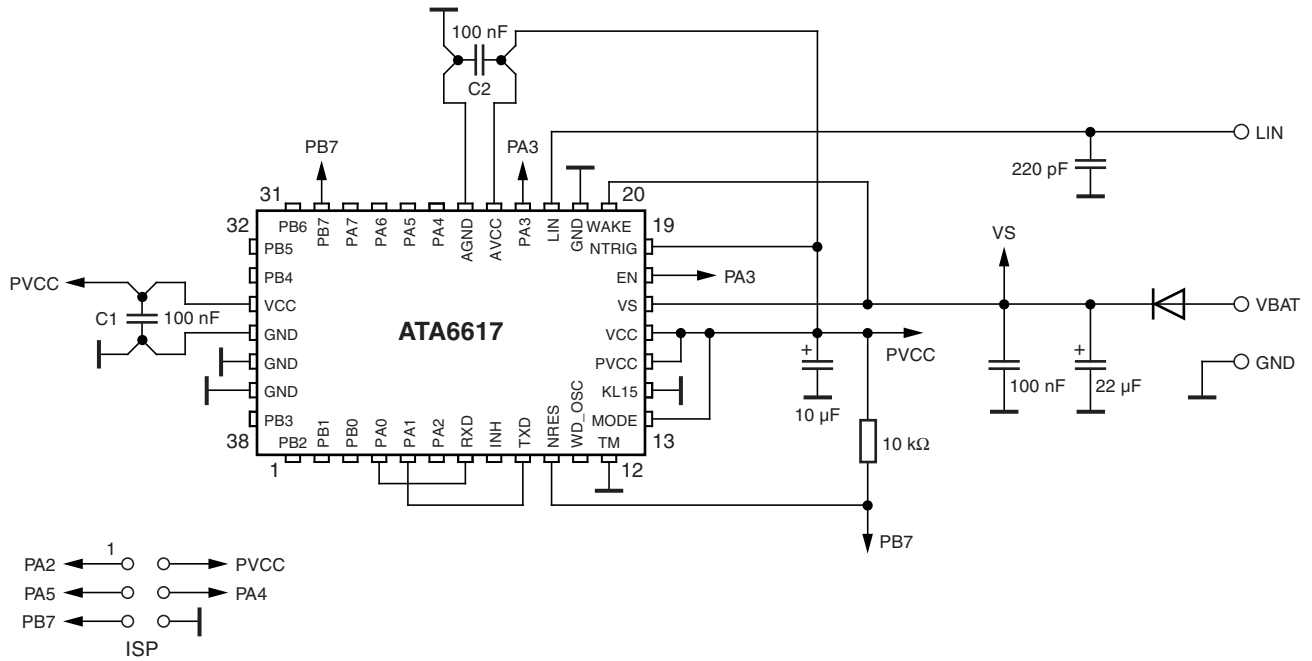 100 nF
C2
LIN
220 pF
PB7
PA3
31
20
PB6
PB7
PA7
PA6
PA5
PA4
AGND
AVCC
PA3
LIN
GND
WAKE
32
19
PB5
NTRIG
PB4
EN
PA3
VS
PVCC
VCC
VS
VBAT
C1
100 nF
GND
ATA6617
VCC
PVCC
GND
PVCC
GND
GND
KL15
10 µF
100 nF
22 µF
PB3
MODE
38
13
PB2
PB1
PB0
PA0
PA1
PA2
RXD
INH
TXD
NRES
WD_OSC
TM
1
12
10 kΩ
PB7
+
+
1
PA2
PVCC
PA5
PA4
PB7
ISP